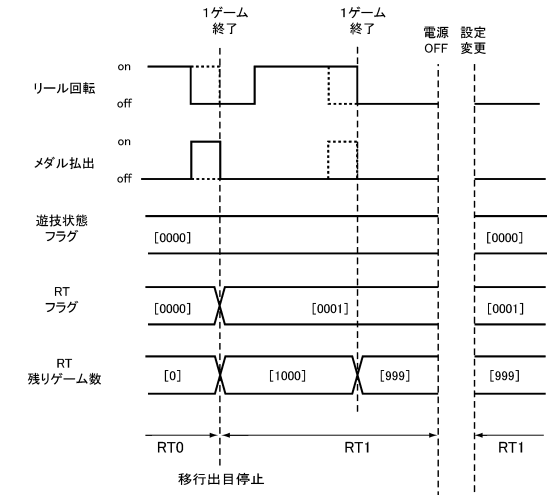 1ゲーム
終了
1ゲーム
終了
電源
OFF
設定
変更
リール回転
on
off
メダル払出
on
off
遊技状態
フラグ
[0000]
[0000]
RT
フラグ
[0000]
[0001]
[0001]
RT
残りゲーム数
[0]
[1000]
[999]
[999]
RT0
RT1
RT1
移行出目停止